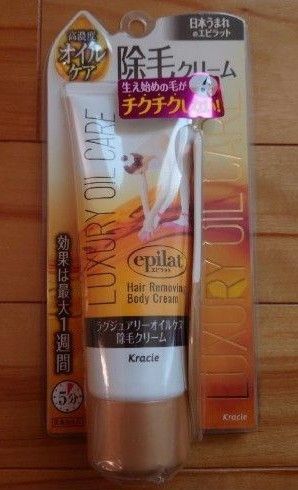 高濃度
オイル
ケア
除毛クリーム
日本うまれ
のエピラット
生え始めの毛が
チクチクしない!
LUXURY OIL CARE
LUXURY OIL CARE
epilat
エピラット
Hair Removing
Body Cream
ラグジュアリーオイルケア
除毛クリーム
Kracie
効果は最大1週間
5分
Kracie